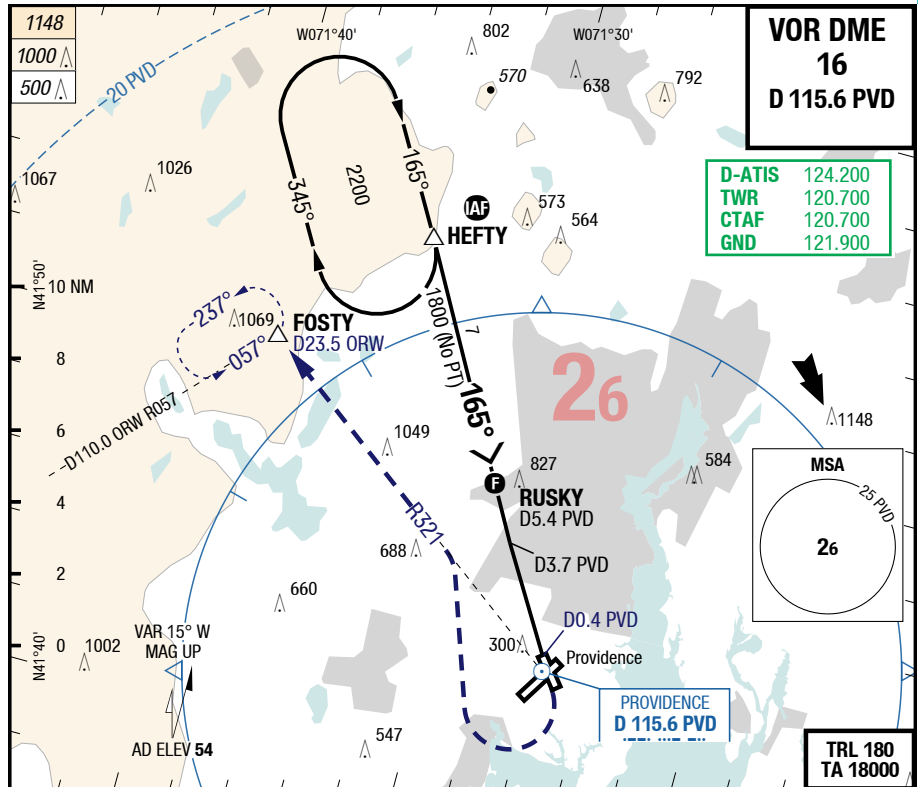 1148
1000
500
W071°40'
W071°30'
802
570
638
792
VOR DME
16
D 115.6 PVD
20 PVD
1067
1026
345°
2200
165°
IAF
HEFTY
573
564
D-ATIS 124.200
TWR 120.700
CTAF 120.700
GND 121.900
N41°50'
10 NM
237°
1069
057°
FOSTY
D23.5 ORW
1800 (No PT)
7
165°
26
8
D110.0 ORW R057
6
1049
1148
827
584
F
RUSKY
D5.4 PVD
MSA
25 PVD
26
4
R321
688
D3.7 PVD
2
660
D0.4 PVD
VAR 15° W
MAG UP
N41°40'
0
1002
300
Providence
PROVIDENCE
D 115.6 PVD
AD ELEV 54
547
TRL 180
TA 18000